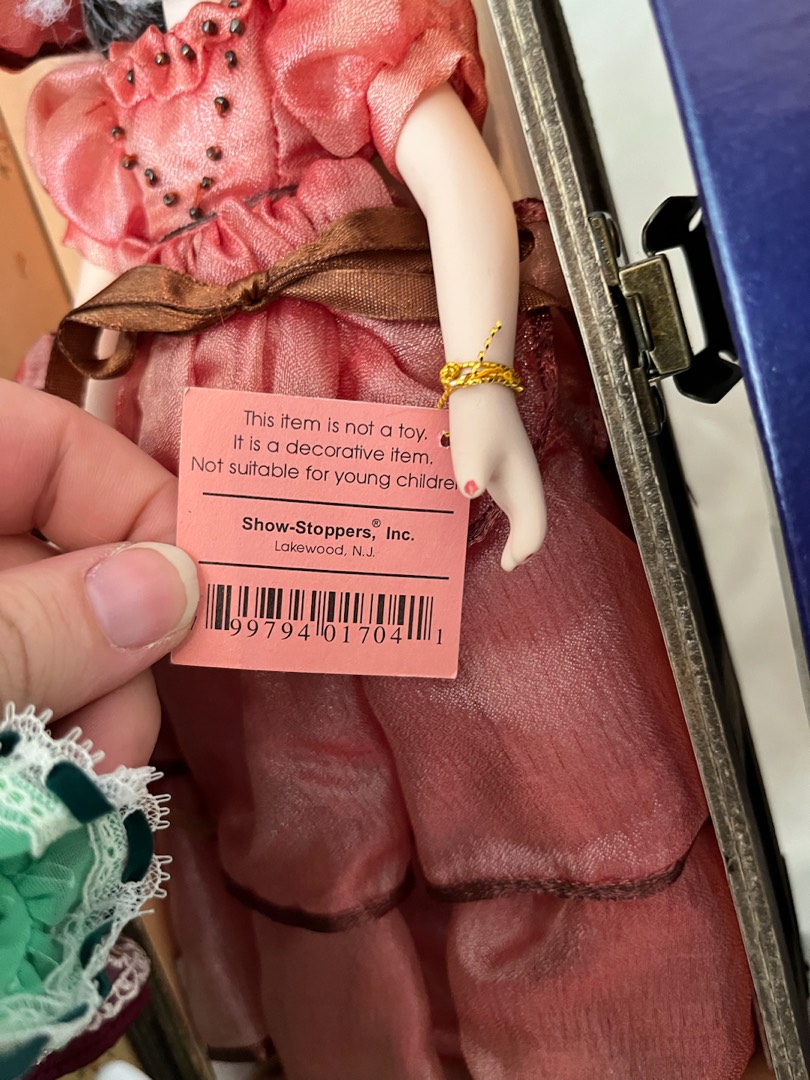 This item is not a toy.
It is a decorative item.
Not suitable for young childre
Show-Stoppers,® Inc.
Lakewood, N.J.
99794 01704 1